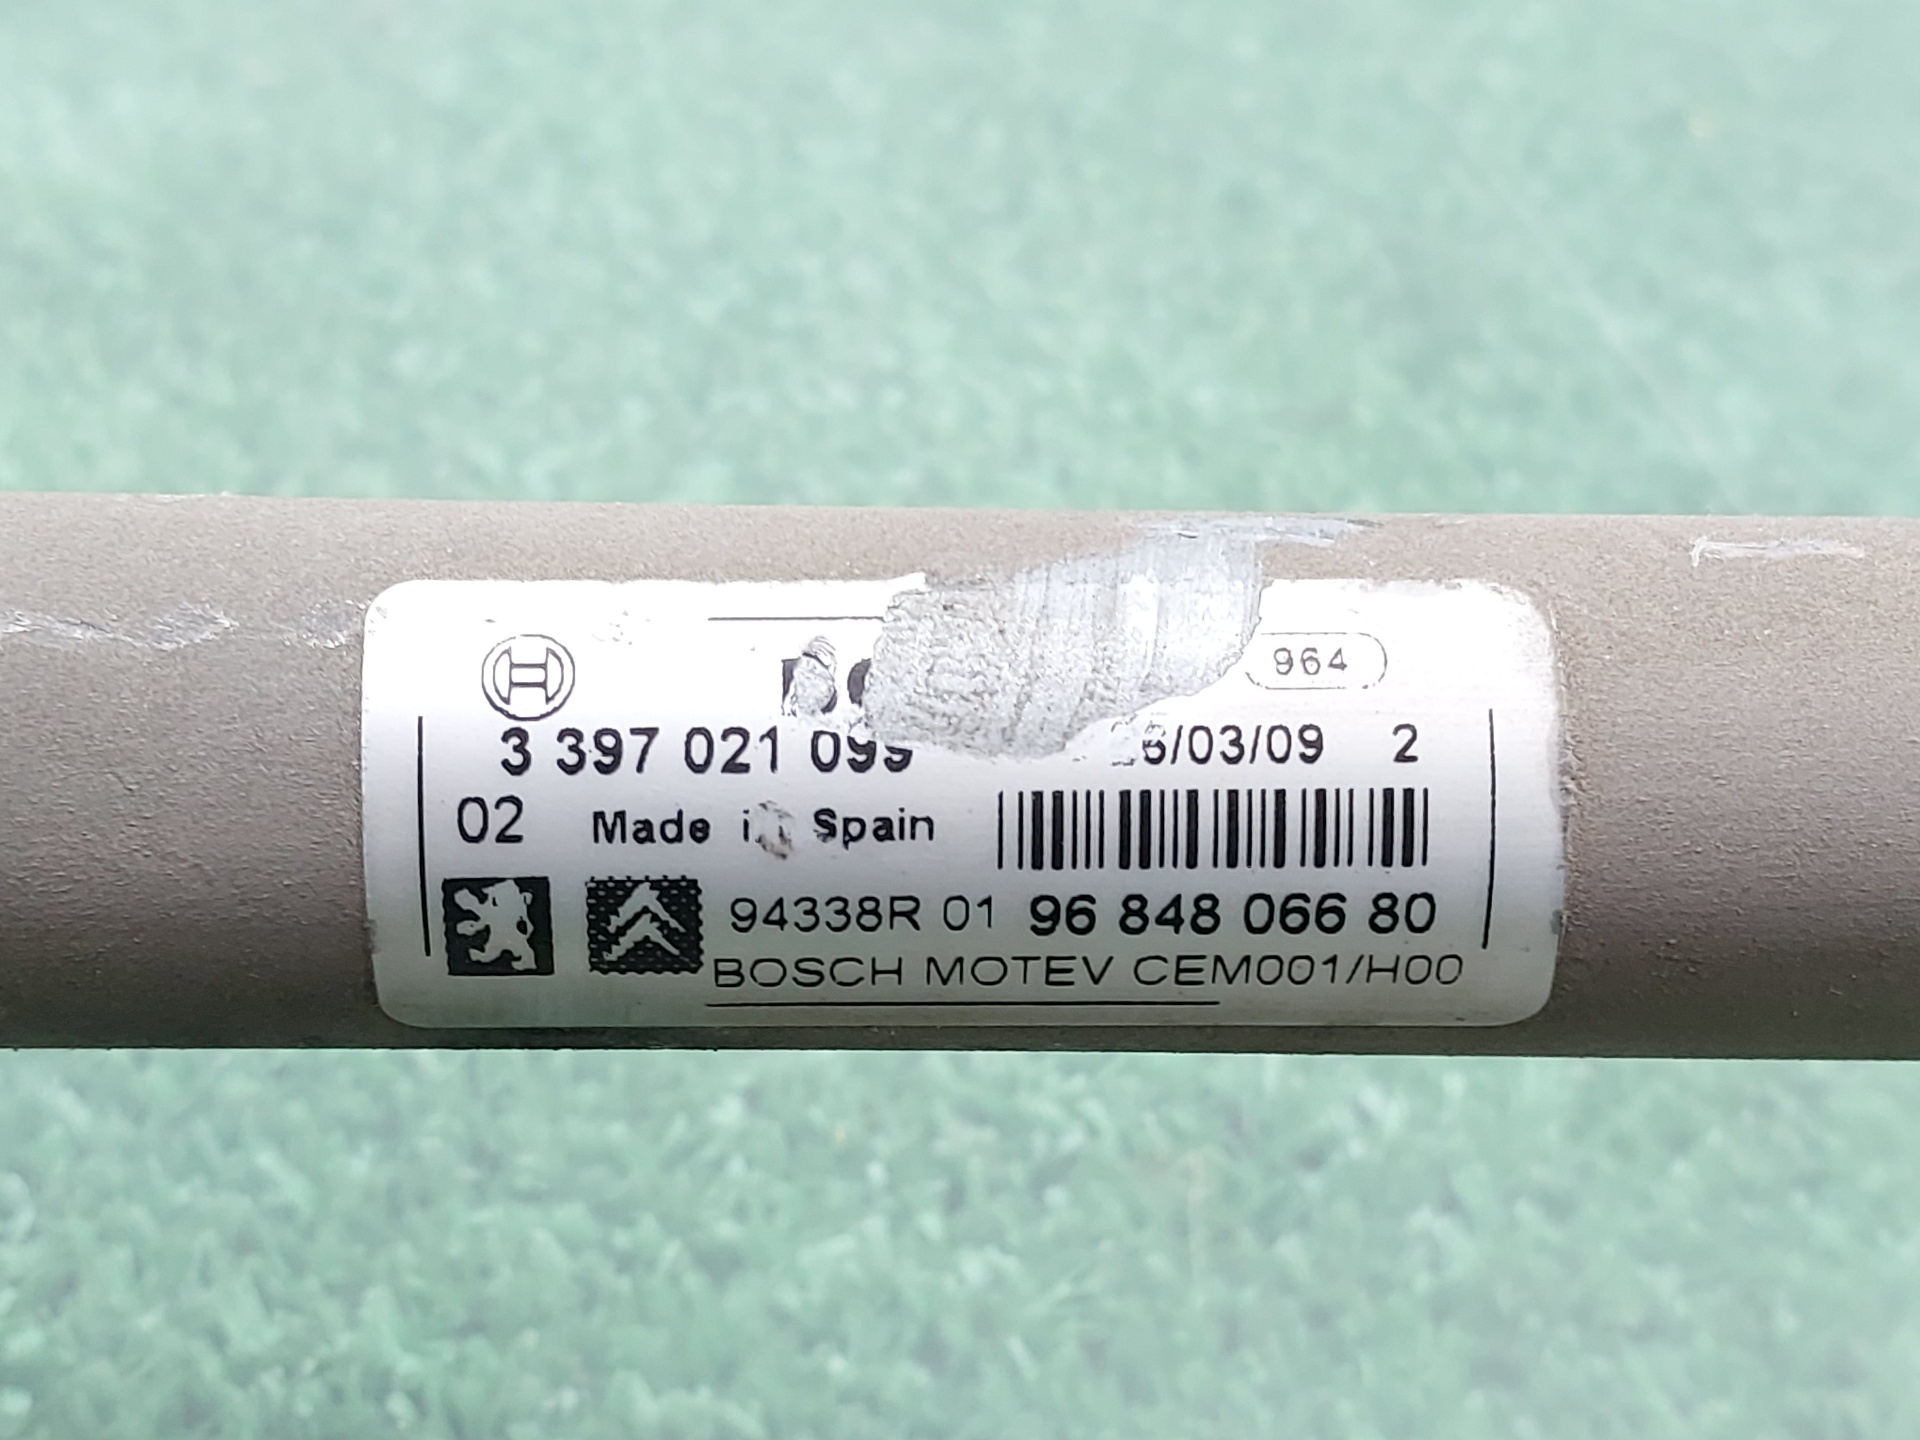 964
3 397 021 099 /03/09 2
02 Made in Spain
94338R 01 96 848 066 80
BOSCH MOTEV CEM001/H00